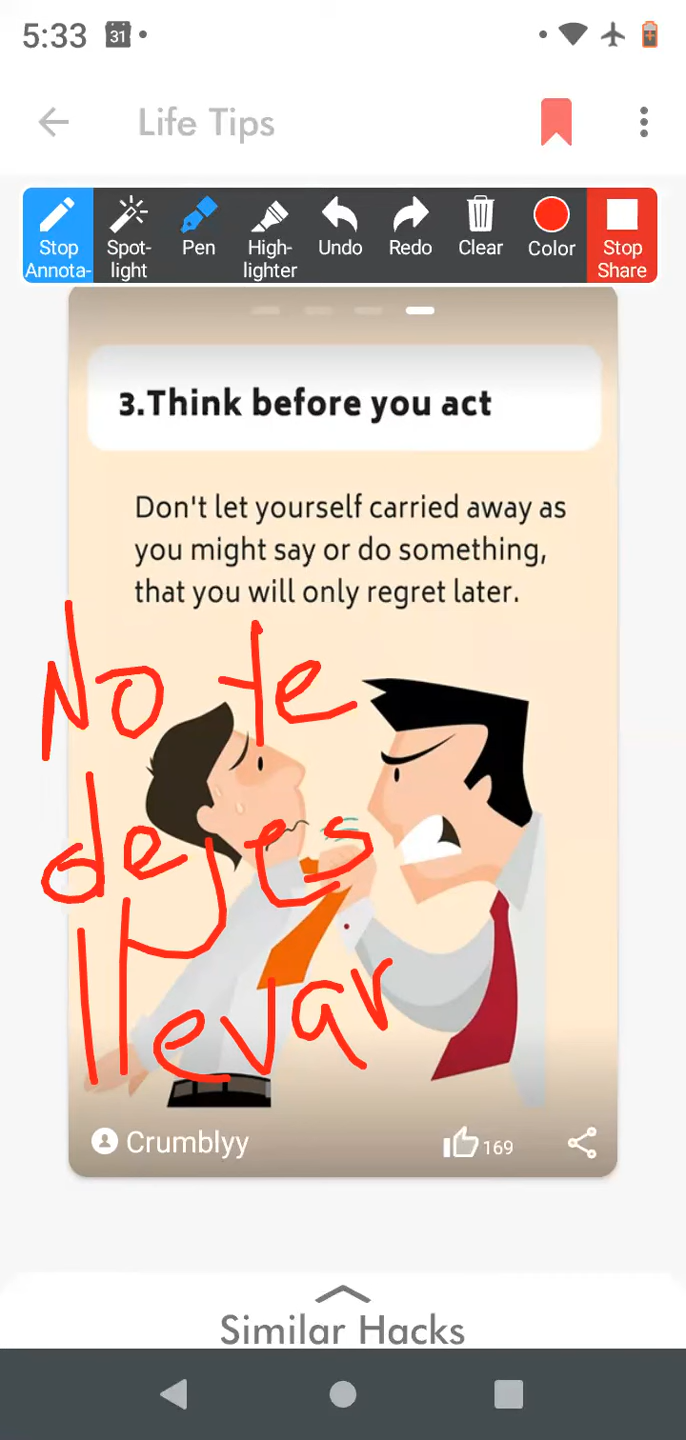 5:33
31
Life Tips
Stop Annota-
Spot-light
Pen
High-lighter
Undo
Redo
Clear
Color
Stop Share
3.Think before you act
Don't let yourself carried away as
you might say or do something,
that you will only regret later.
No te
dejes
llevar
Crumblyy
169
Similar Hacks